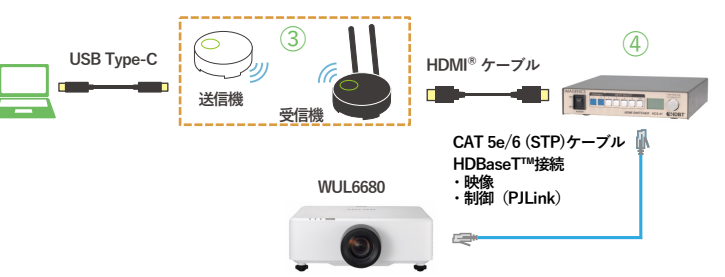 USB Type-C
③
送信機
受信機
HDMI® ケーブル
④
CAT 5e/6 (STP)ケーブル
HDBaseT™接続
・映像
・制御（PJLink）
WUL6680